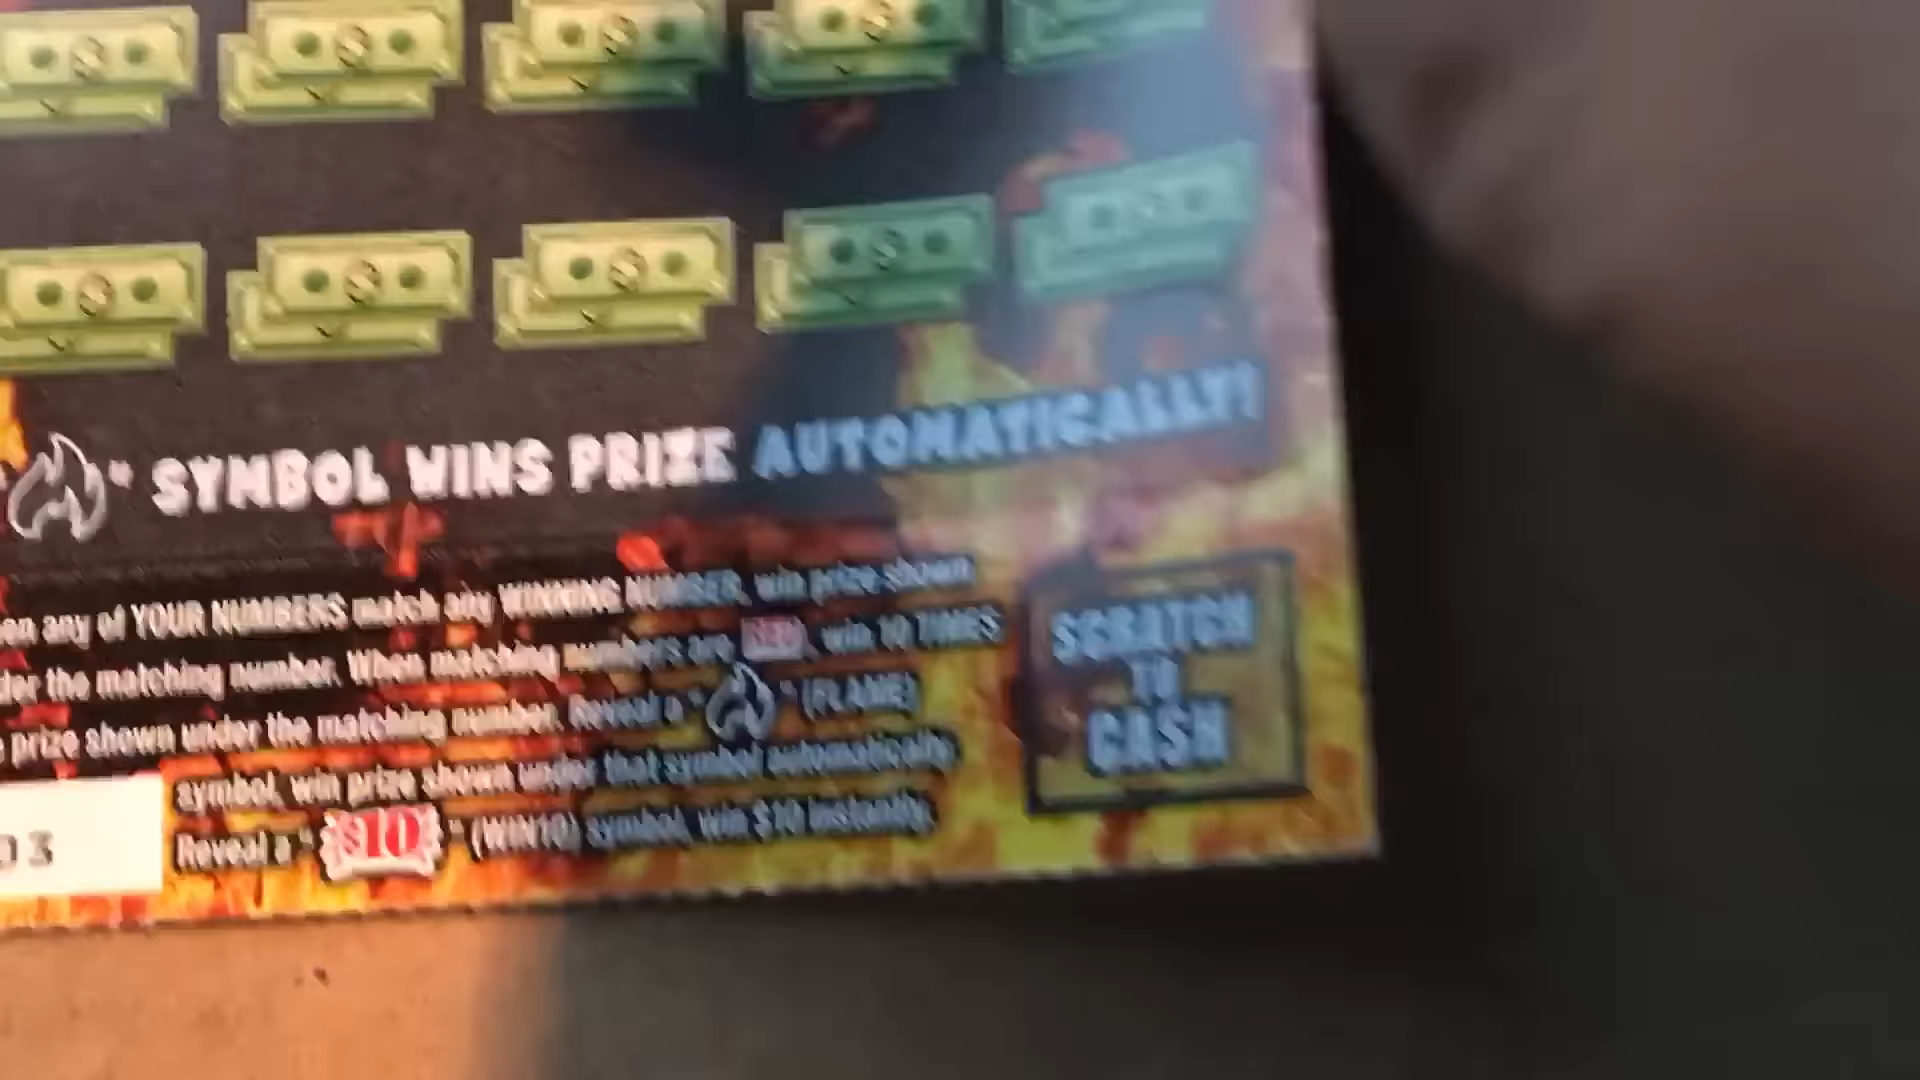 " " SYMBOL WINS PRIZE AUTOMATICALLY!
en any of YOUR NUMBERS match any WINNING NUMBER, win prize shown
der the matching number. When matching numbers are RED, win 10 TIMES
e prize shown under the matching number. Reveal a " " (FLAME)
symbol, win prize shown under that symbol automatically.
Reveal a " $10 " (WIN10) symbol, win $10 instantly.
SCRATCH
TO
CASH
03